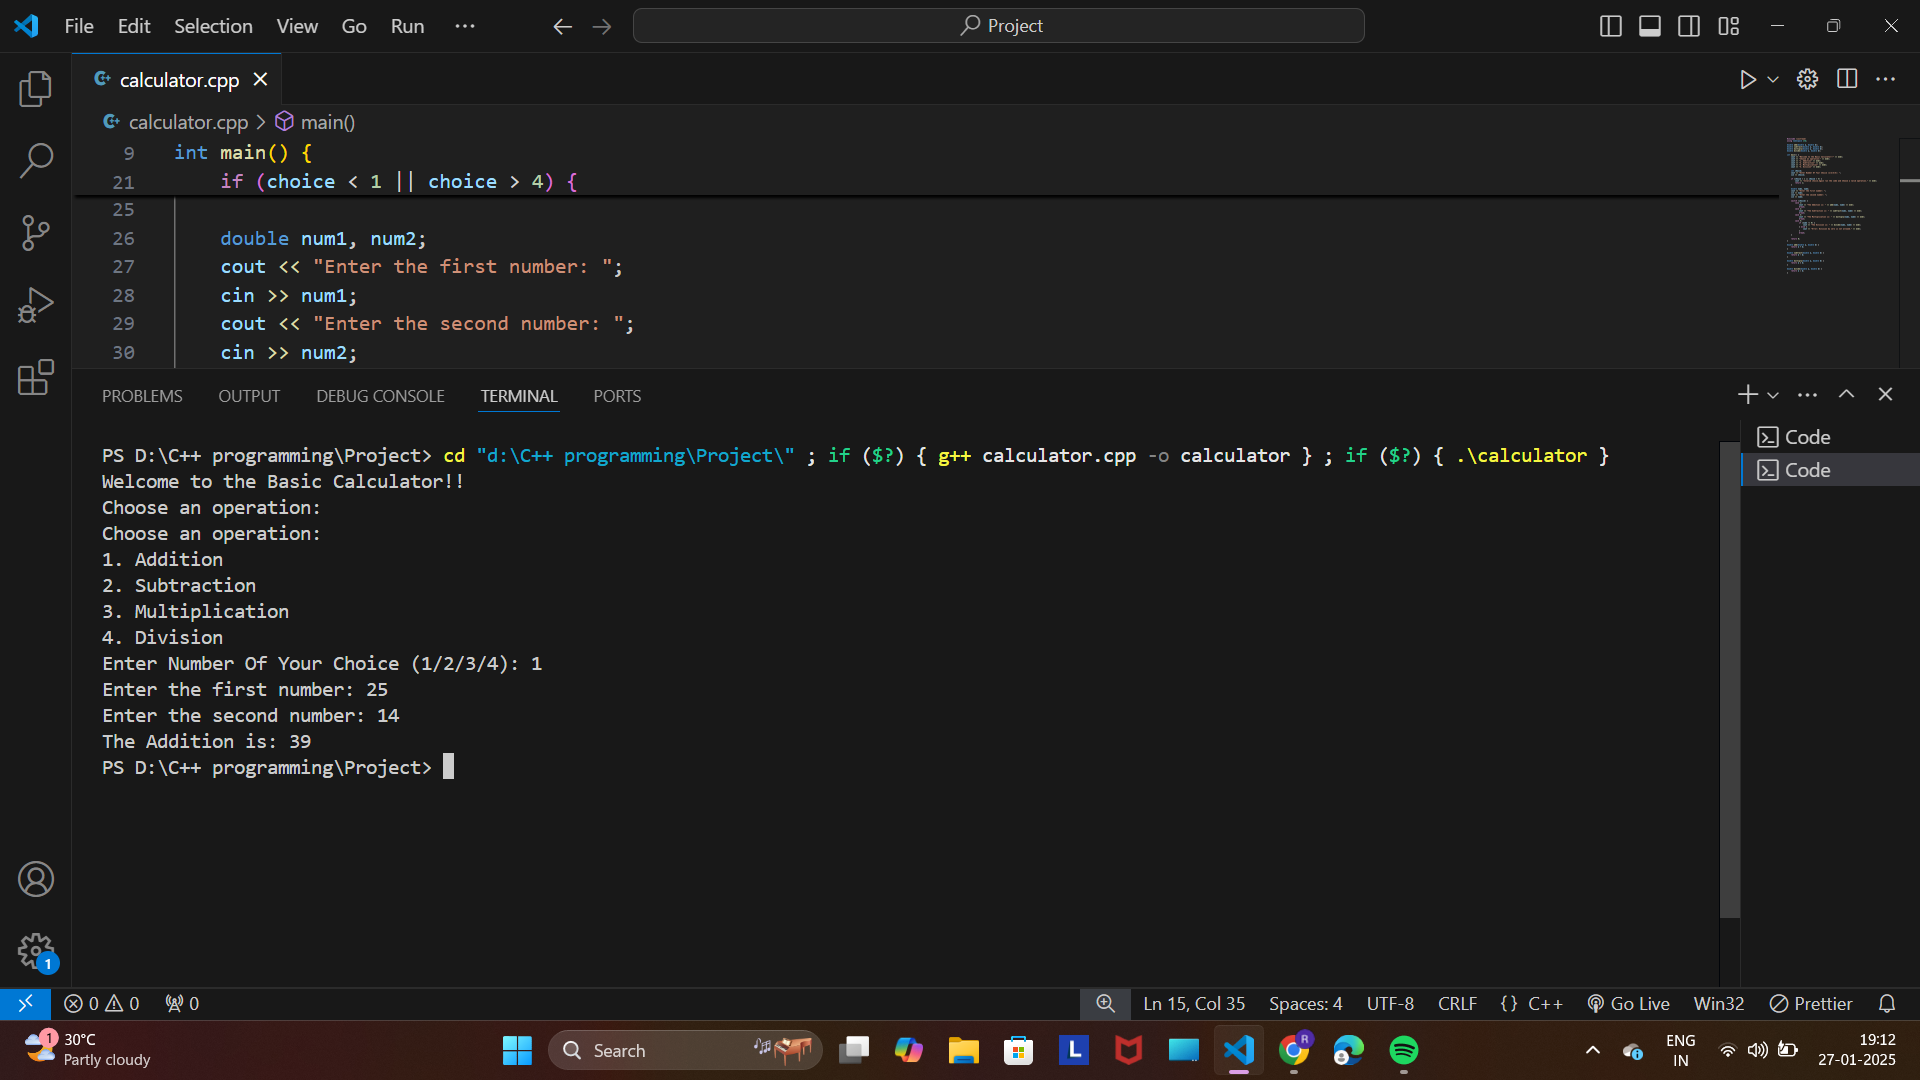 File Edit Selection View Go Run ··· Project
calculator.cpp
calculator.cpp > main()
9 int main() {
21 if (choice < 1 || choice > 4) {
25
26 double num1, num2;
27 cout << "Enter the first number: ";
28 cin >> num1;
29 cout << "Enter the second number: ";
30 cin >> num2;
PROBLEMS OUTPUT DEBUG CONSOLE TERMINAL PORTS
PS D:\C++ programming\Project> cd "d:\C++ programming\Project\" ; if ($?) { g++ calculator.cpp -o calculator } ; if ($?) { .\calculator }
Welcome to the Basic Calculator!!
Choose an operation:
Choose an operation:
1. Addition
2. Subtraction
3. Multiplication
4. Division
Enter Number Of Your Choice (1/2/3/4): 1
Enter the first number: 25
Enter the second number: 14
The Addition is: 39
PS D:\C++ programming\Project>
Code
Code
1
0 0 0 Ln 15, Col 35 Spaces: 4 UTF-8 CRLF {} C++ Go Live Win32 Prettier
1 30°C
Partly cloudy
Search
L
R
ENG
IN
19:12
27-01-2025